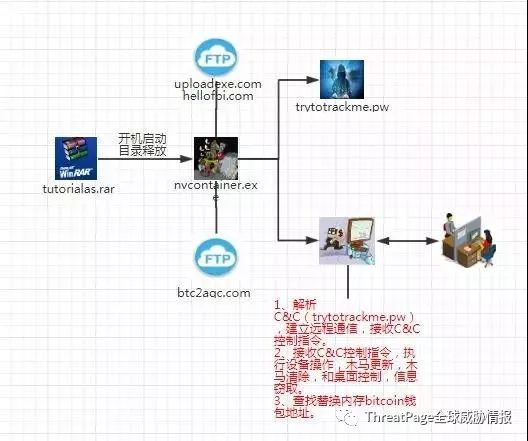 FTP
uploadexe.com
hellofbi.com
trytotrackme.pw
开机启动
目录释放
WinRAR
tutorialas.rar
nvcontainer.ex
e
FTP
btc2aqc.com
1、解析
C&C（trytotrackme.pw）
，建立远程通信，接收C&C
控制指令。
2、接收C&C控制指令，执
行设备操作，木马更新，木
马清除，和桌面控制，信息
窃取。
3、查找替换内存bitcoin钱
包地址。
ThreatPage全球威胁情报